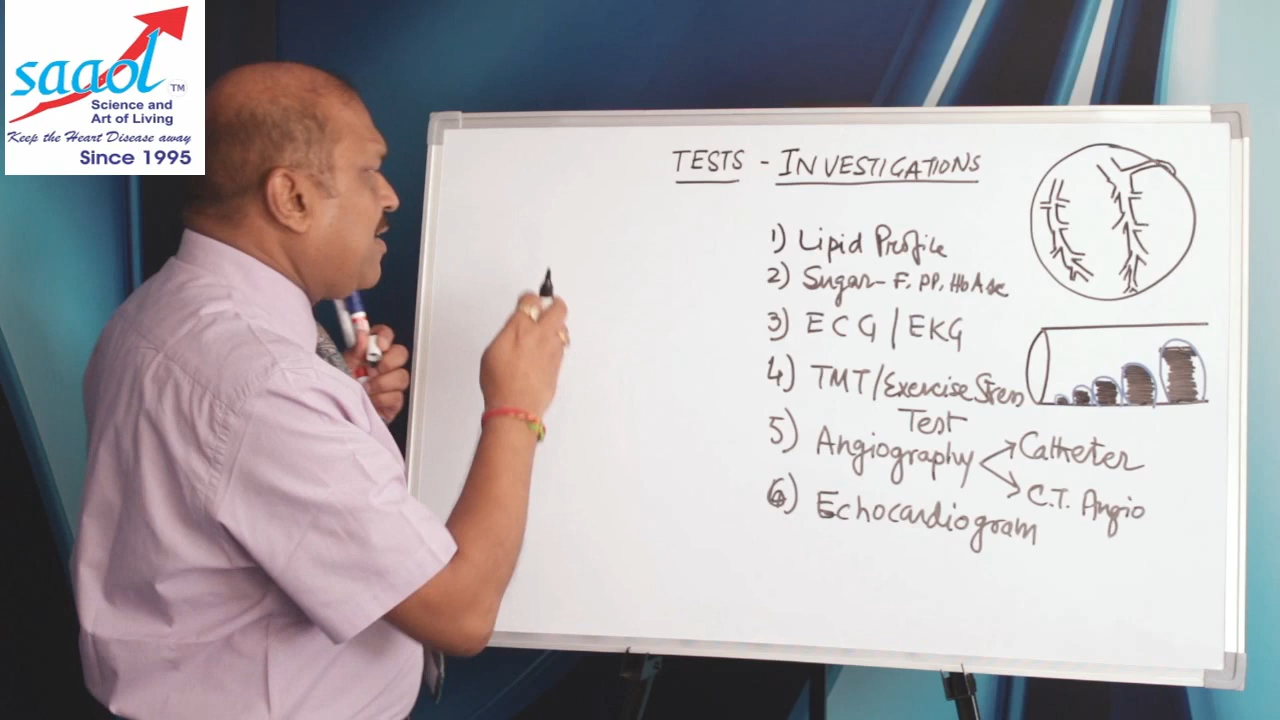 saaol TM
Science and
Art of Living
Keep the Heart Disease away
Since 1995
TESTS - INVESTIGATIONS
1) Lipid Profile
2) Sugar - F, PP, HbA1c
3) ECG / EKG
4) TMT/Exercise Stress
Test
5) Angiography
Catheter
C.T. Angio
6) Echocardiogram